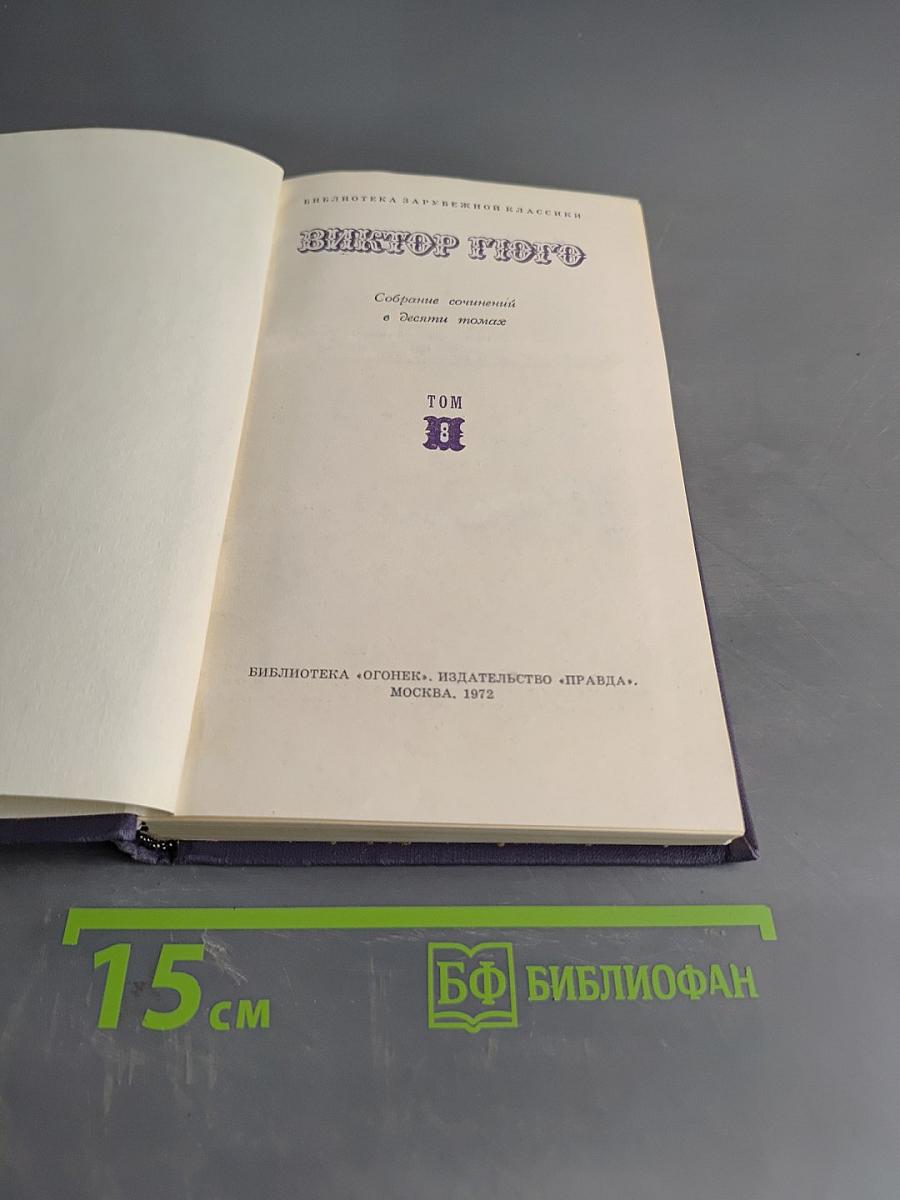 БИБЛИОТЕКА ЗАРУБЕЖНОЙ КЛАССИКИ
ВИКТОР ГЮГО
Собрание сочинений
в десяти томах
ТОМ
8
БИБЛИОТЕКА «ОГОНЕК». ИЗДАТЕЛЬСТВО «ПРАВДА».
МОСКВА. 1972
15 см
БФ БИБЛИОФАН